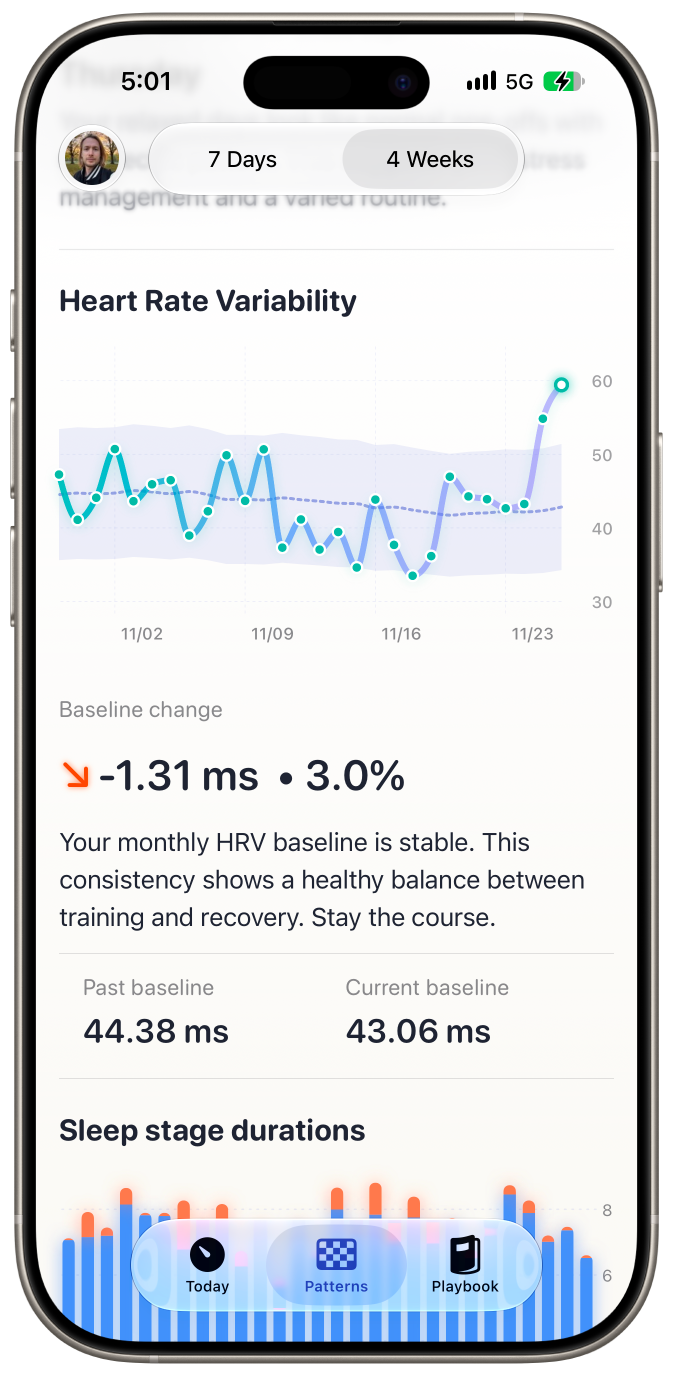 5:01
5G
7 Days
4 Weeks
stress
management and a varied routine.
Heart Rate Variability
60
50
40
30
11/02
11/09
11/16
11/23
Baseline change
-1.31 ms • 3.0%
Your monthly HRV baseline is stable. This
consistency shows a healthy balance between
training and recovery. Stay the course.
Past baseline
Current baseline
44.38 ms
43.06 ms
Sleep stage durations
8
6
Today
Patterns
Playbook